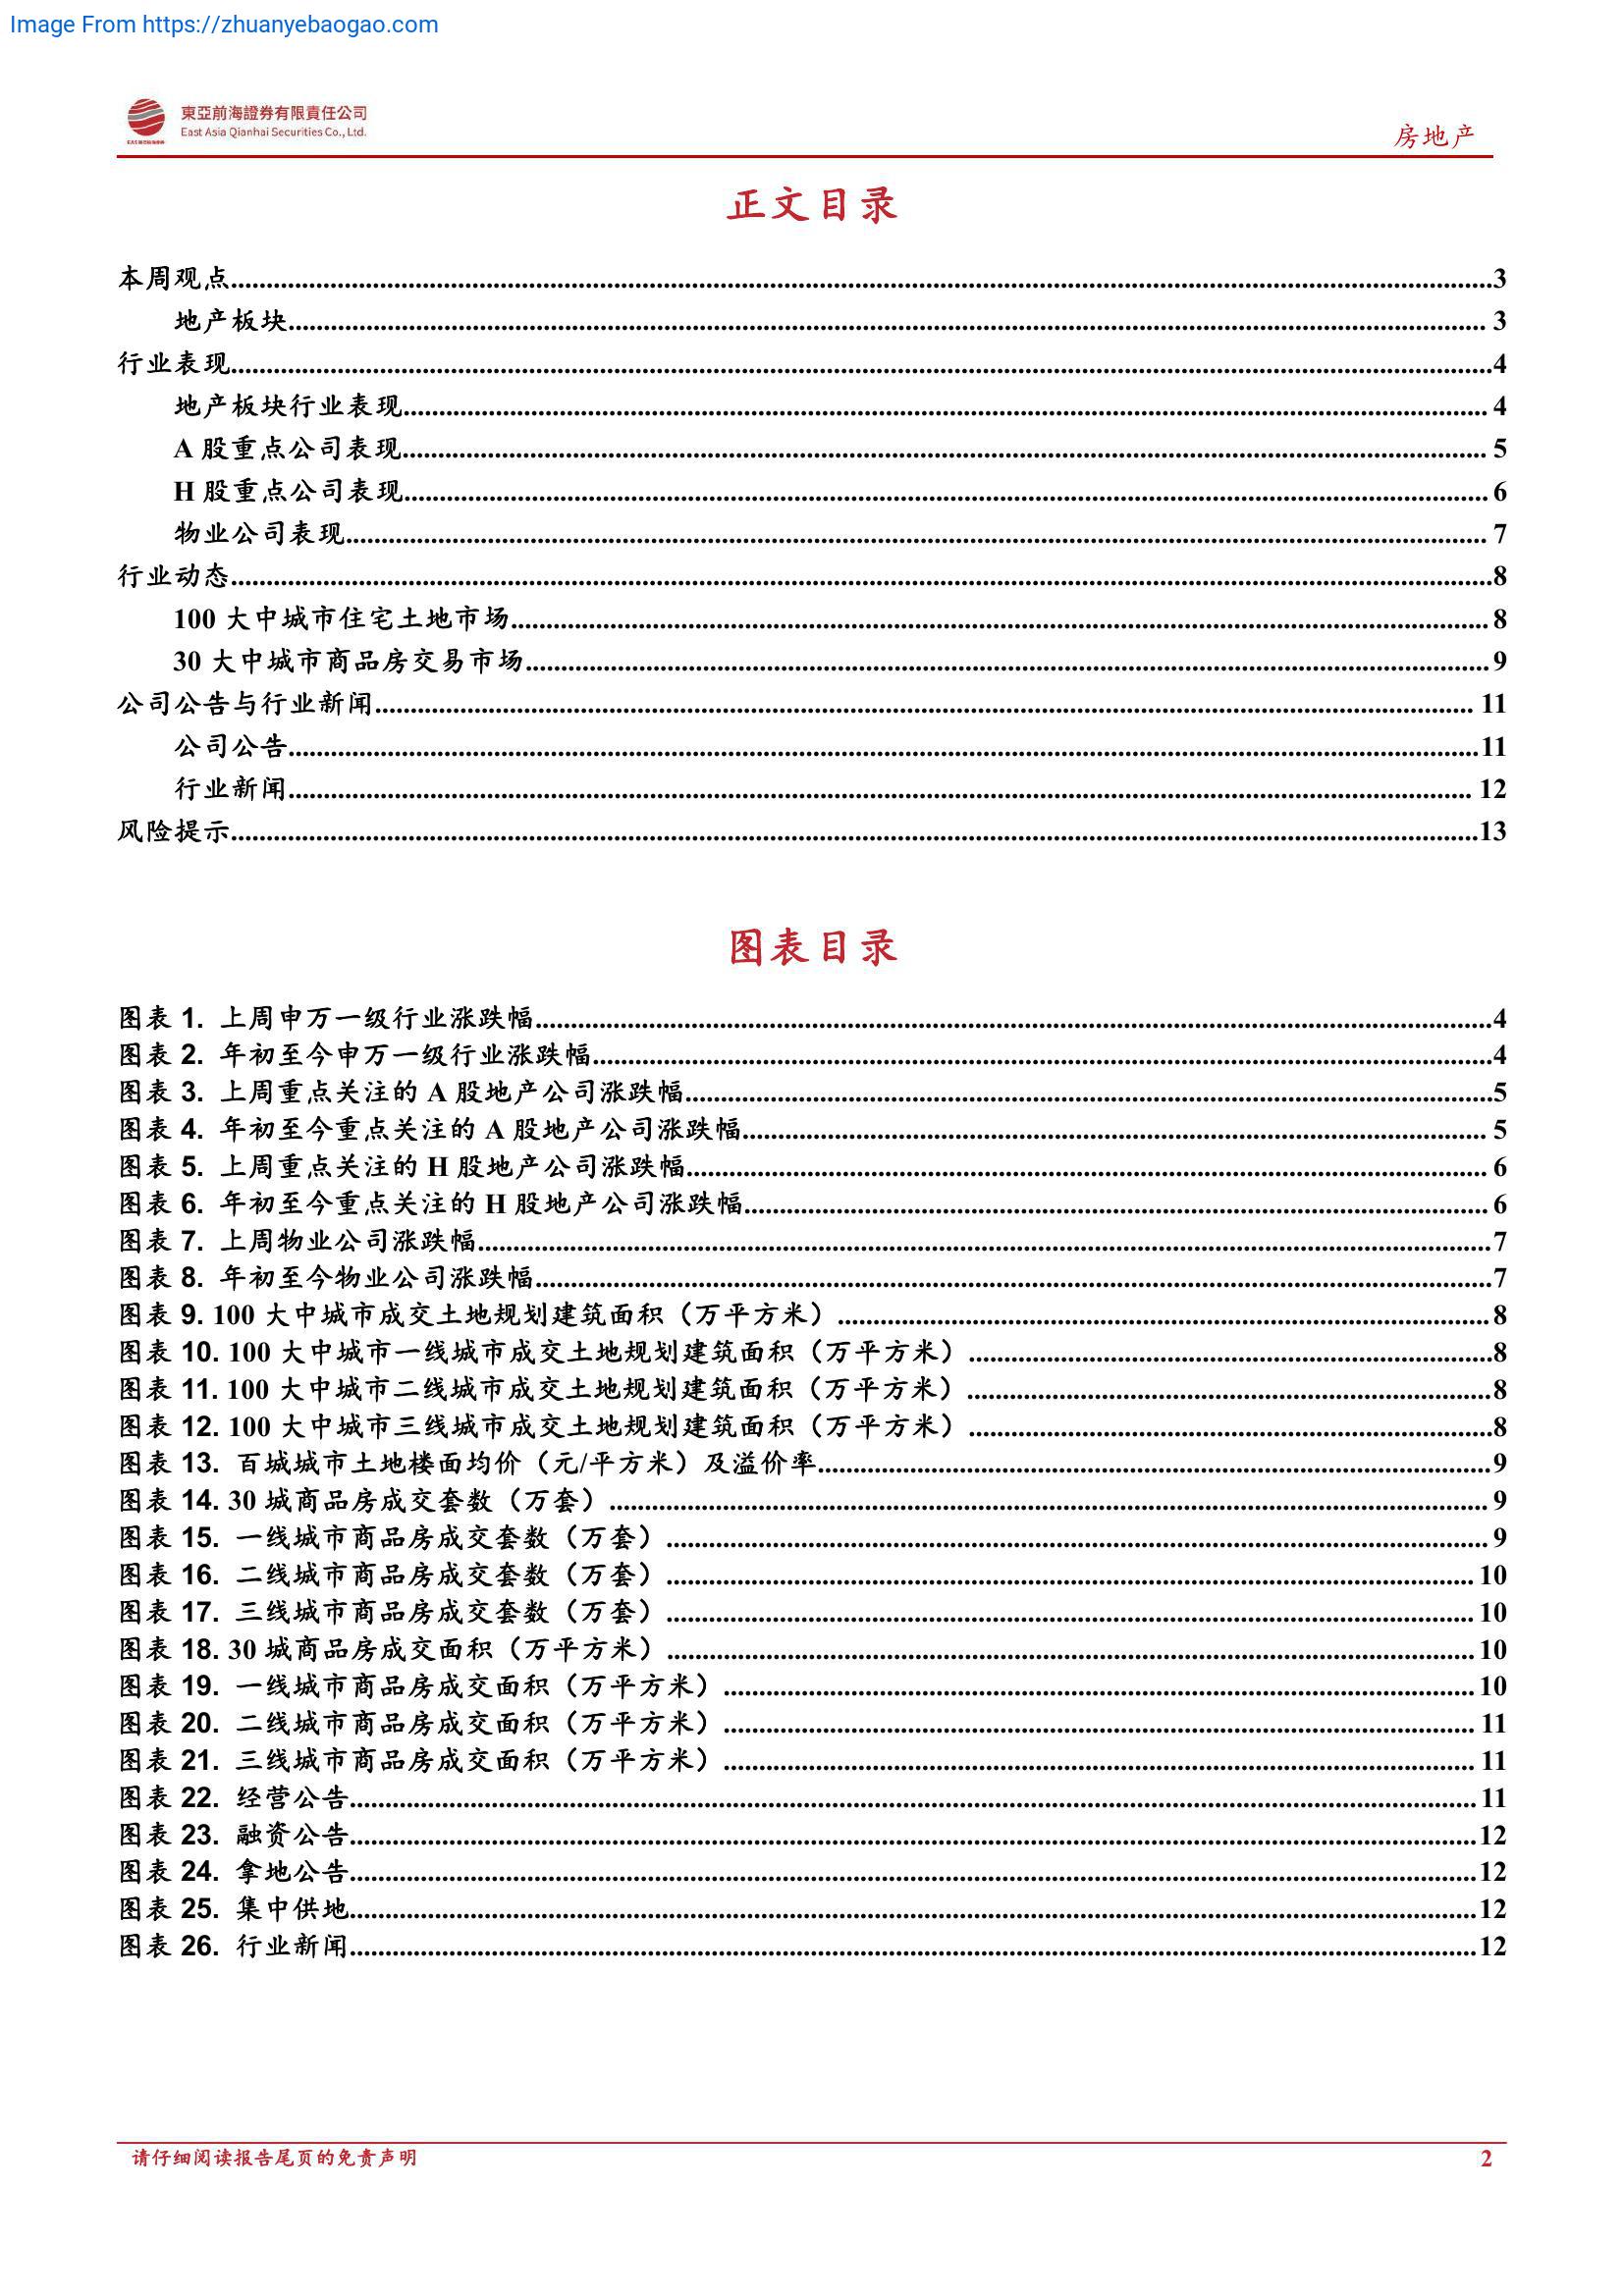 Image From https://zhuanyebaogao.com
東亞前海證券有限責任公司
East Asia Qianhai Securities Co., Ltd.
房地产
正文目录
本周观点 3
地产板块 3
行业表现 4
地产板块行业表现 4
A 股重点公司表现 5
H 股重点公司表现 6
物业公司表现 7
行业动态 8
100 大中城市住宅土地市场 8
30 大中城市商品房交易市场 9
公司公告与行业新闻 11
公司公告 11
行业新闻 12
风险提示 13
图表目录
图表 1. 上周申万一级行业涨跌幅 4
图表 2. 年初至今申万一级行业涨跌幅 4
图表 3. 上周重点关注的 A 股地产公司涨跌幅 5
图表 4. 年初至今重点关注的 A 股地产公司涨跌幅 5
图表 5. 上周重点关注的 H 股地产公司涨跌幅 6
图表 6. 年初至今重点关注的 H 股地产公司涨跌幅 6
图表 7. 上周物业公司涨跌幅 7
图表 8. 年初至今物业公司涨跌幅 7
图表 9. 100 大中城市成交土地规划建筑面积（万平方米） 8
图表 10. 100 大中城市一线城市成交土地规划建筑面积（万平方米） 8
图表 11. 100 大中城市二线城市成交土地规划建筑面积（万平方米） 8
图表 12. 100 大中城市三线城市成交土地规划建筑面积（万平方米） 8
图表 13. 百城城市土地楼面均价（元/平方米）及溢价率 9
图表 14. 30 城商品房成交套数（万套） 9
图表 15. 一线城市商品房成交套数（万套） 9
图表 16. 二线城市商品房成交套数（万套） 10
图表 17. 三线城市商品房成交套数（万套） 10
图表 18. 30 城商品房成交面积（万平方米） 10
图表 19. 一线城市商品房成交面积（万平方米） 10
图表 20. 二线城市商品房成交面积（万平方米） 11
图表 21. 三线城市商品房成交面积（万平方米） 11
图表 22. 经营公告 11
图表 23. 融资公告 12
图表 24. 拿地公告 12
图表 25. 集中供地 12
图表 26. 行业新闻 12
请仔细阅读报告尾页的免责声明
2